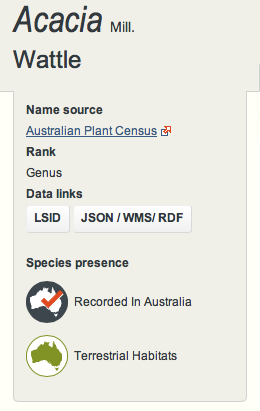 Acacia Mill.
Wattle
Name source
Australian Plant Census
Rank
Genus
Data links
LSID JSON / WMS/ RDF
Species presence
Recorded In Australia
Terrestrial Habitats